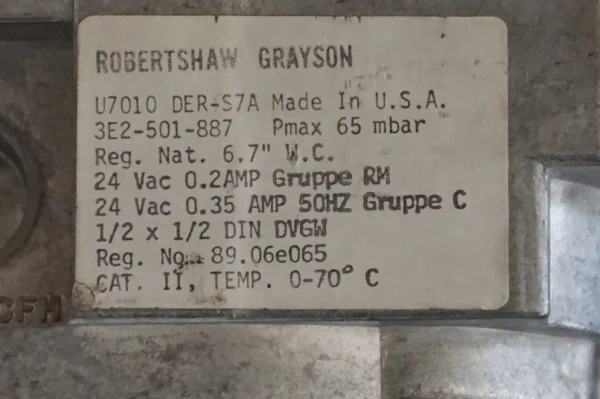 ROBERTSHAW GRAYSON
U7010 DER-S7A Made In U.S.A.
3E2-501-887 Pmax 65 mbar
Reg. Nat. 6.7" W.C.
24 Vac 0.2AMP Gruppe RM
24 Vac 0.35 AMP 50HZ Gruppe C
1/2 x 1/2 DIN DVGW
Reg. No. 89.06e065
CAT. II, TEMP. 0-70° C
CFH